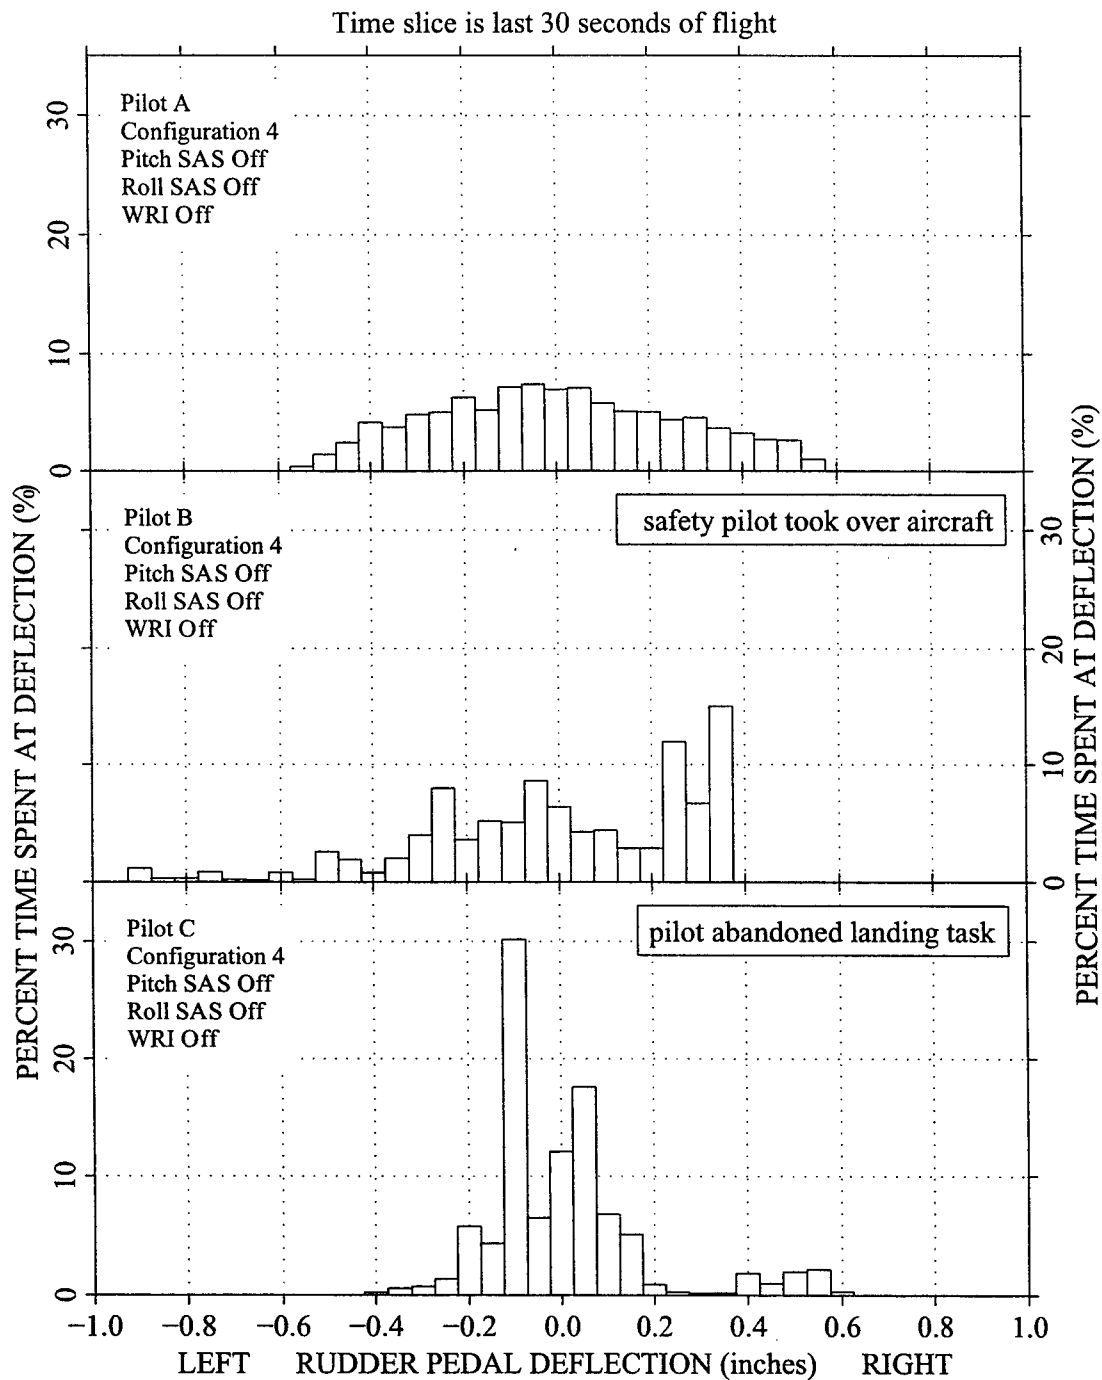 Time slice is last 30 seconds of flight
Pilot A
Configuration 4
Pitch SAS Off
Roll SAS Off
WRI Off
30
20
10
0
Pilot B
Configuration 4
Pitch SAS Off
Roll SAS Off
WRI Off
safety pilot took over aircraft
30
20
10
0
Pilot C
Configuration 4
Pitch SAS Off
Roll SAS Off
WRI Off
pilot abandoned landing task
30
20
10
0
PERCENT TIME SPENT AT DEFLECTION (%)
PERCENT TIME SPENT AT DEFLECTION (%)
−1.0 −0.8 −0.6 −0.4 −0.2 0.0 0.2 0.4 0.6 0.8 1.0
LEFT RUDDER PEDAL DEFLECTION (inches) RIGHT